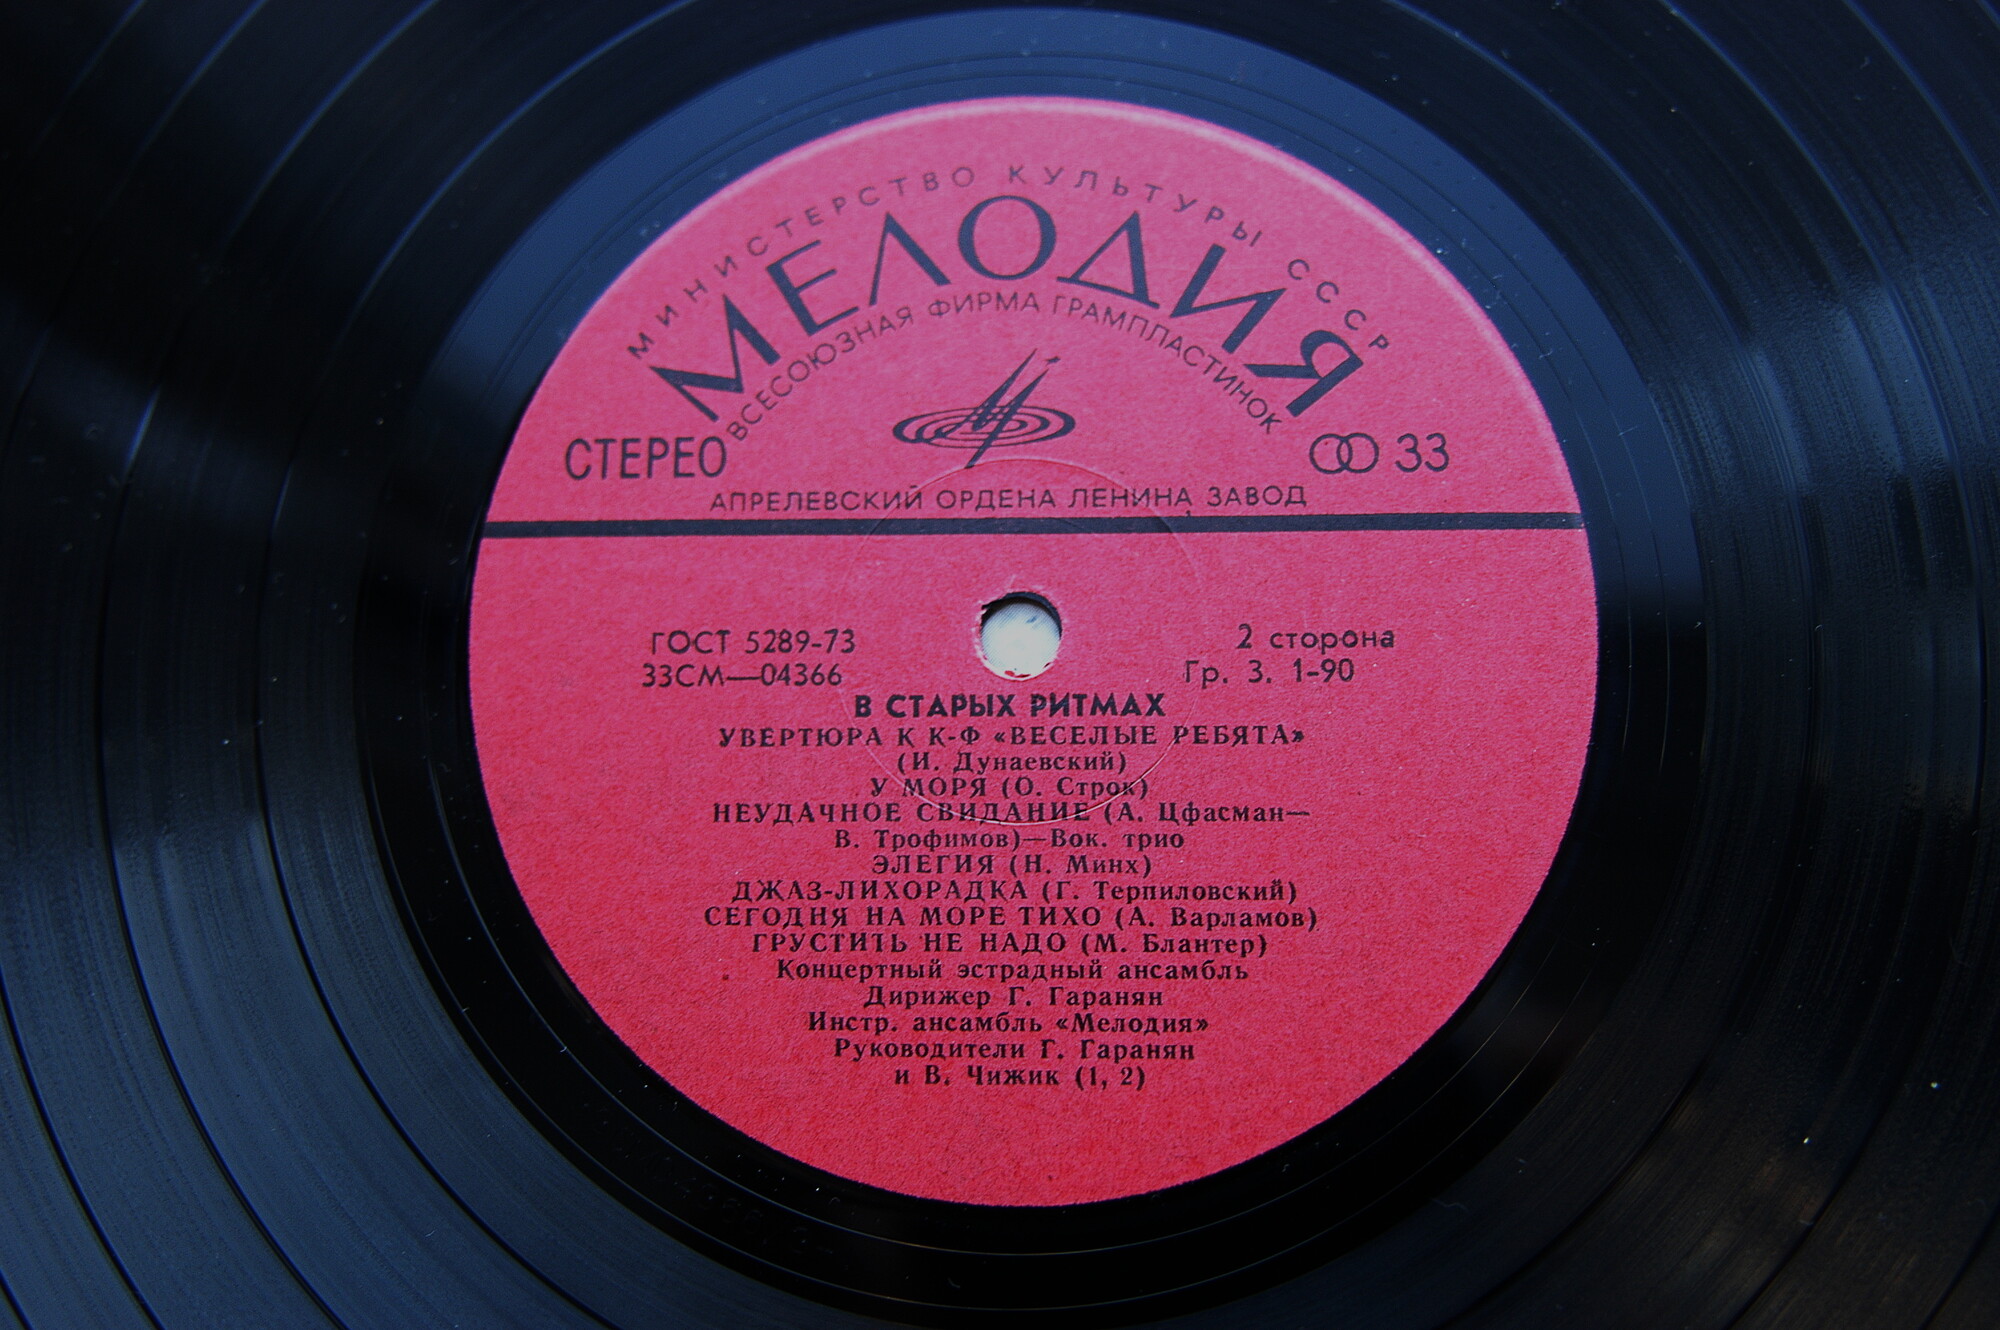 МИНИСТЕРСТВО КУЛЬТУРЫ СССР
МЕЛОДИЯ
ВСЕСОЮЗНАЯ ФИРМА ГРАМПЛАСТИНОК
СТЕРЕО
33
АПРЕЛЕВСКИЙ ОРДЕНА ЛЕНИНА ЗАВОД
ГОСТ 5289-73
2 сторона
33СМ—04366
Гр. 3. 1-90
В СТАРЫХ РИТМАХ
УВЕРТЮРА К К-Ф «ВЕСЕЛЫЕ РЕБЯТА»
(И. Дунаевский)
У МОРЯ (О. Строк)
НЕУДАЧНОЕ СВИДАНИЕ (А. Цфасман—
В. Трофимов)—Вок. трио
ЭЛЕГИЯ (Н. Минх)
ДЖАЗ-ЛИХОРАДКА (Г. Терпиловский)
СЕГОДНЯ НА МОРЕ ТИХО (А. Варламов)
ГРУСТИТЬ НЕ НАДО (М. Блантер)
Концертный эстрадный ансамбль
Дирижер Г. Гаранян
Инстр. ансамбль «Мелодия»
Руководители Г. Гаранян
и В. Чижик (1, 2)